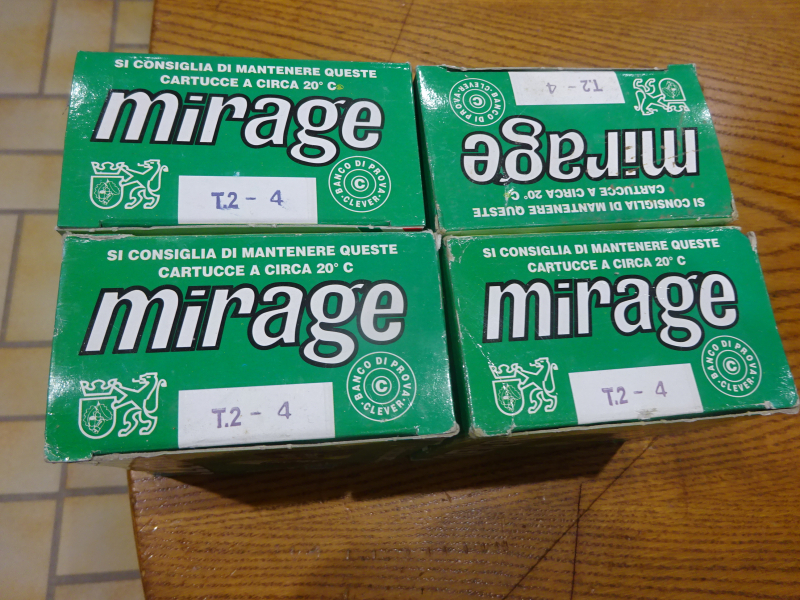 SI CONSIGLIA DI MANTENERE QUESTE
CARTUCCE A CIRCA 20° C
mirage
T.2 - 4
BANCO DI PROVA
C
CLEVER
T.2 - 4
BANCO DI PROVA
C
CLEVER
mirage
SI CONSIGLIA DI MANTENERE QUESTE
CARTUCCE A CIRCA 20° C
SI CONSIGLIA DI MANTENERE QUESTE
CARTUCCE A CIRCA 20° C
mirage
T.2 - 4
BANCO DI PROVA
C
CLEVER
SI CONSIGLIA DI MANTENERE QUESTE
CARTUCCE A CIRCA 20° C
mirage
T.2 - 4
BANCO DI PROVA
C
CLEVER